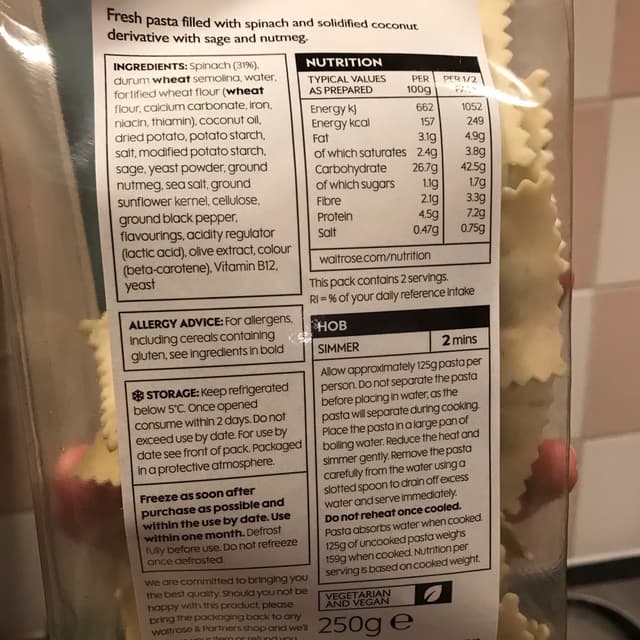 Fresh pasta filled with spinach and solidified coconut
derivative with sage and nutmeg.
INGREDIENTS: Spinach (31%),
durum wheat semolina, water,
fortified wheat flour (wheat
flour, calcium carbonate, iron,
niacin, thiamin), coconut oil,
dried potato, potato starch,
salt, modified potato starch,
sage, yeast powder, ground
nutmeg, sea salt, ground
sunflower kernel, cellulose,
ground black pepper,
flavourings, acidity regulator
(lactic acid), olive extract, colour
(beta-carotene), Vitamin B12,
yeast
ALLERGY ADVICE: For allergens,
including cereals containing
gluten, see ingredients in bold
STORAGE: Keep refrigerated
below 5°C. Once opened
consume within 2 days. Do not
exceed use by date. For use by
date see front of pack. Packaged
in a protective atmosphere.
Freeze as soon after
purchase as possible and
within the use by date. Use
within one month. Defrost
fully before use. Do not refreeze
once defrosted.
We are committed to bringing you
the best quality. Should you not be
happy with this product, please
bring the packaging back to any
Waitrose & Partners shop and we'll
item or refund you
NUTRITION
TYPICAL VALUES PER PER 1/2
AS PREPARED 100g
Energy kJ 662 1052
Energy kcal 157 249
Fat 3.1g 4.9g
of which saturates 2.4g 3.8g
Carbohydrate 26.7g 42.5g
of which sugars 1.1g 1.7g
Fibre 2.1g 3.3g
Protein 4.5g 7.2g
Salt 0.47g 0.75g
waitrose.com/nutrition
This pack contains 2 servings.
RI = % of your daily reference intake
HOB
SIMMER 2 mins
Allow approximately 125g pasta per
person. Do not separate the pasta
before placing in water, as the
pasta will separate during cooking.
Place the pasta in a large pan of
boiling water. Reduce the heat and
simmer gently. Remove the pasta
carefully from the water using a
slotted spoon to drain off excess
water and serve immediately.
Do not reheat once cooled.
Pasta absorbs water when cooked.
125g of uncooked pasta weighs
159g when cooked. Nutrition per
serving is based on cooked weight.
VEGETARIAN
AND VEGAN
250g e